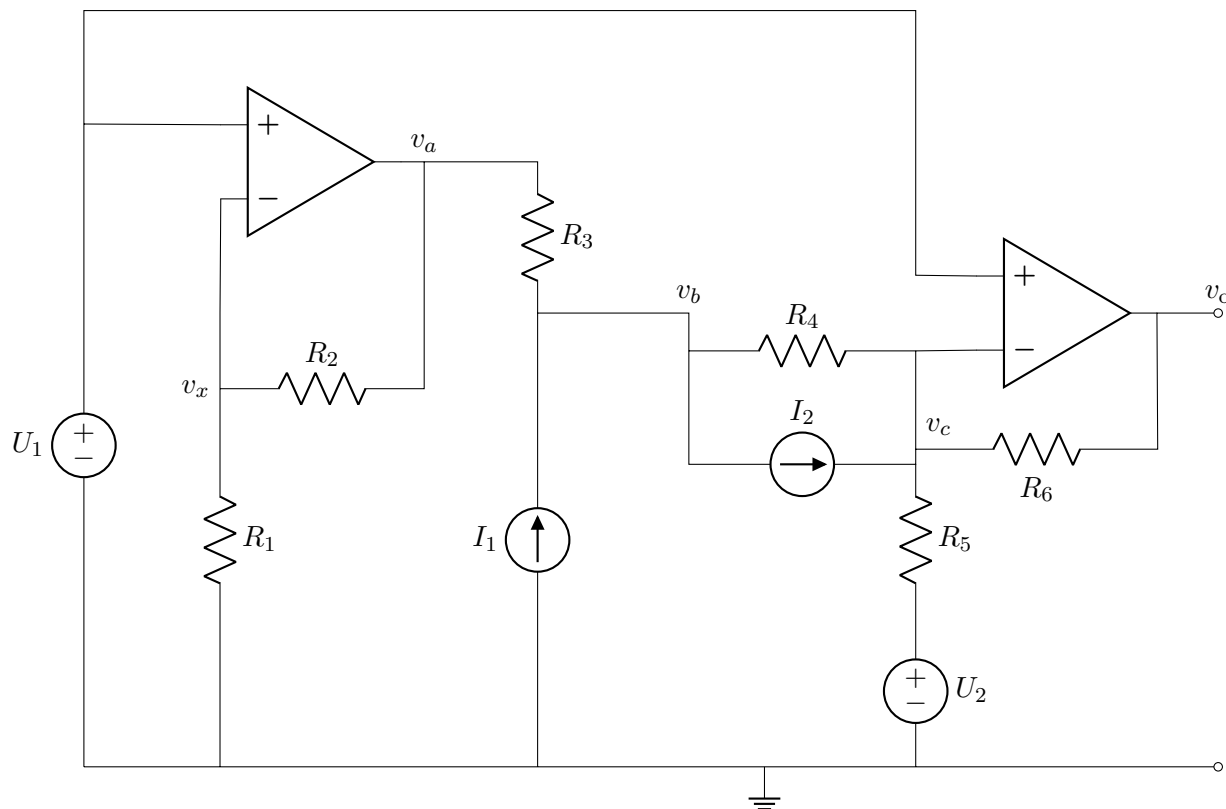 +
−
v_a
R_3
v_b
R_4
+
−
v_o
R_2
v_x
I_2
v_c
U_1
+
−
R_6
R_1
I_1
R_5
+
−
U_2